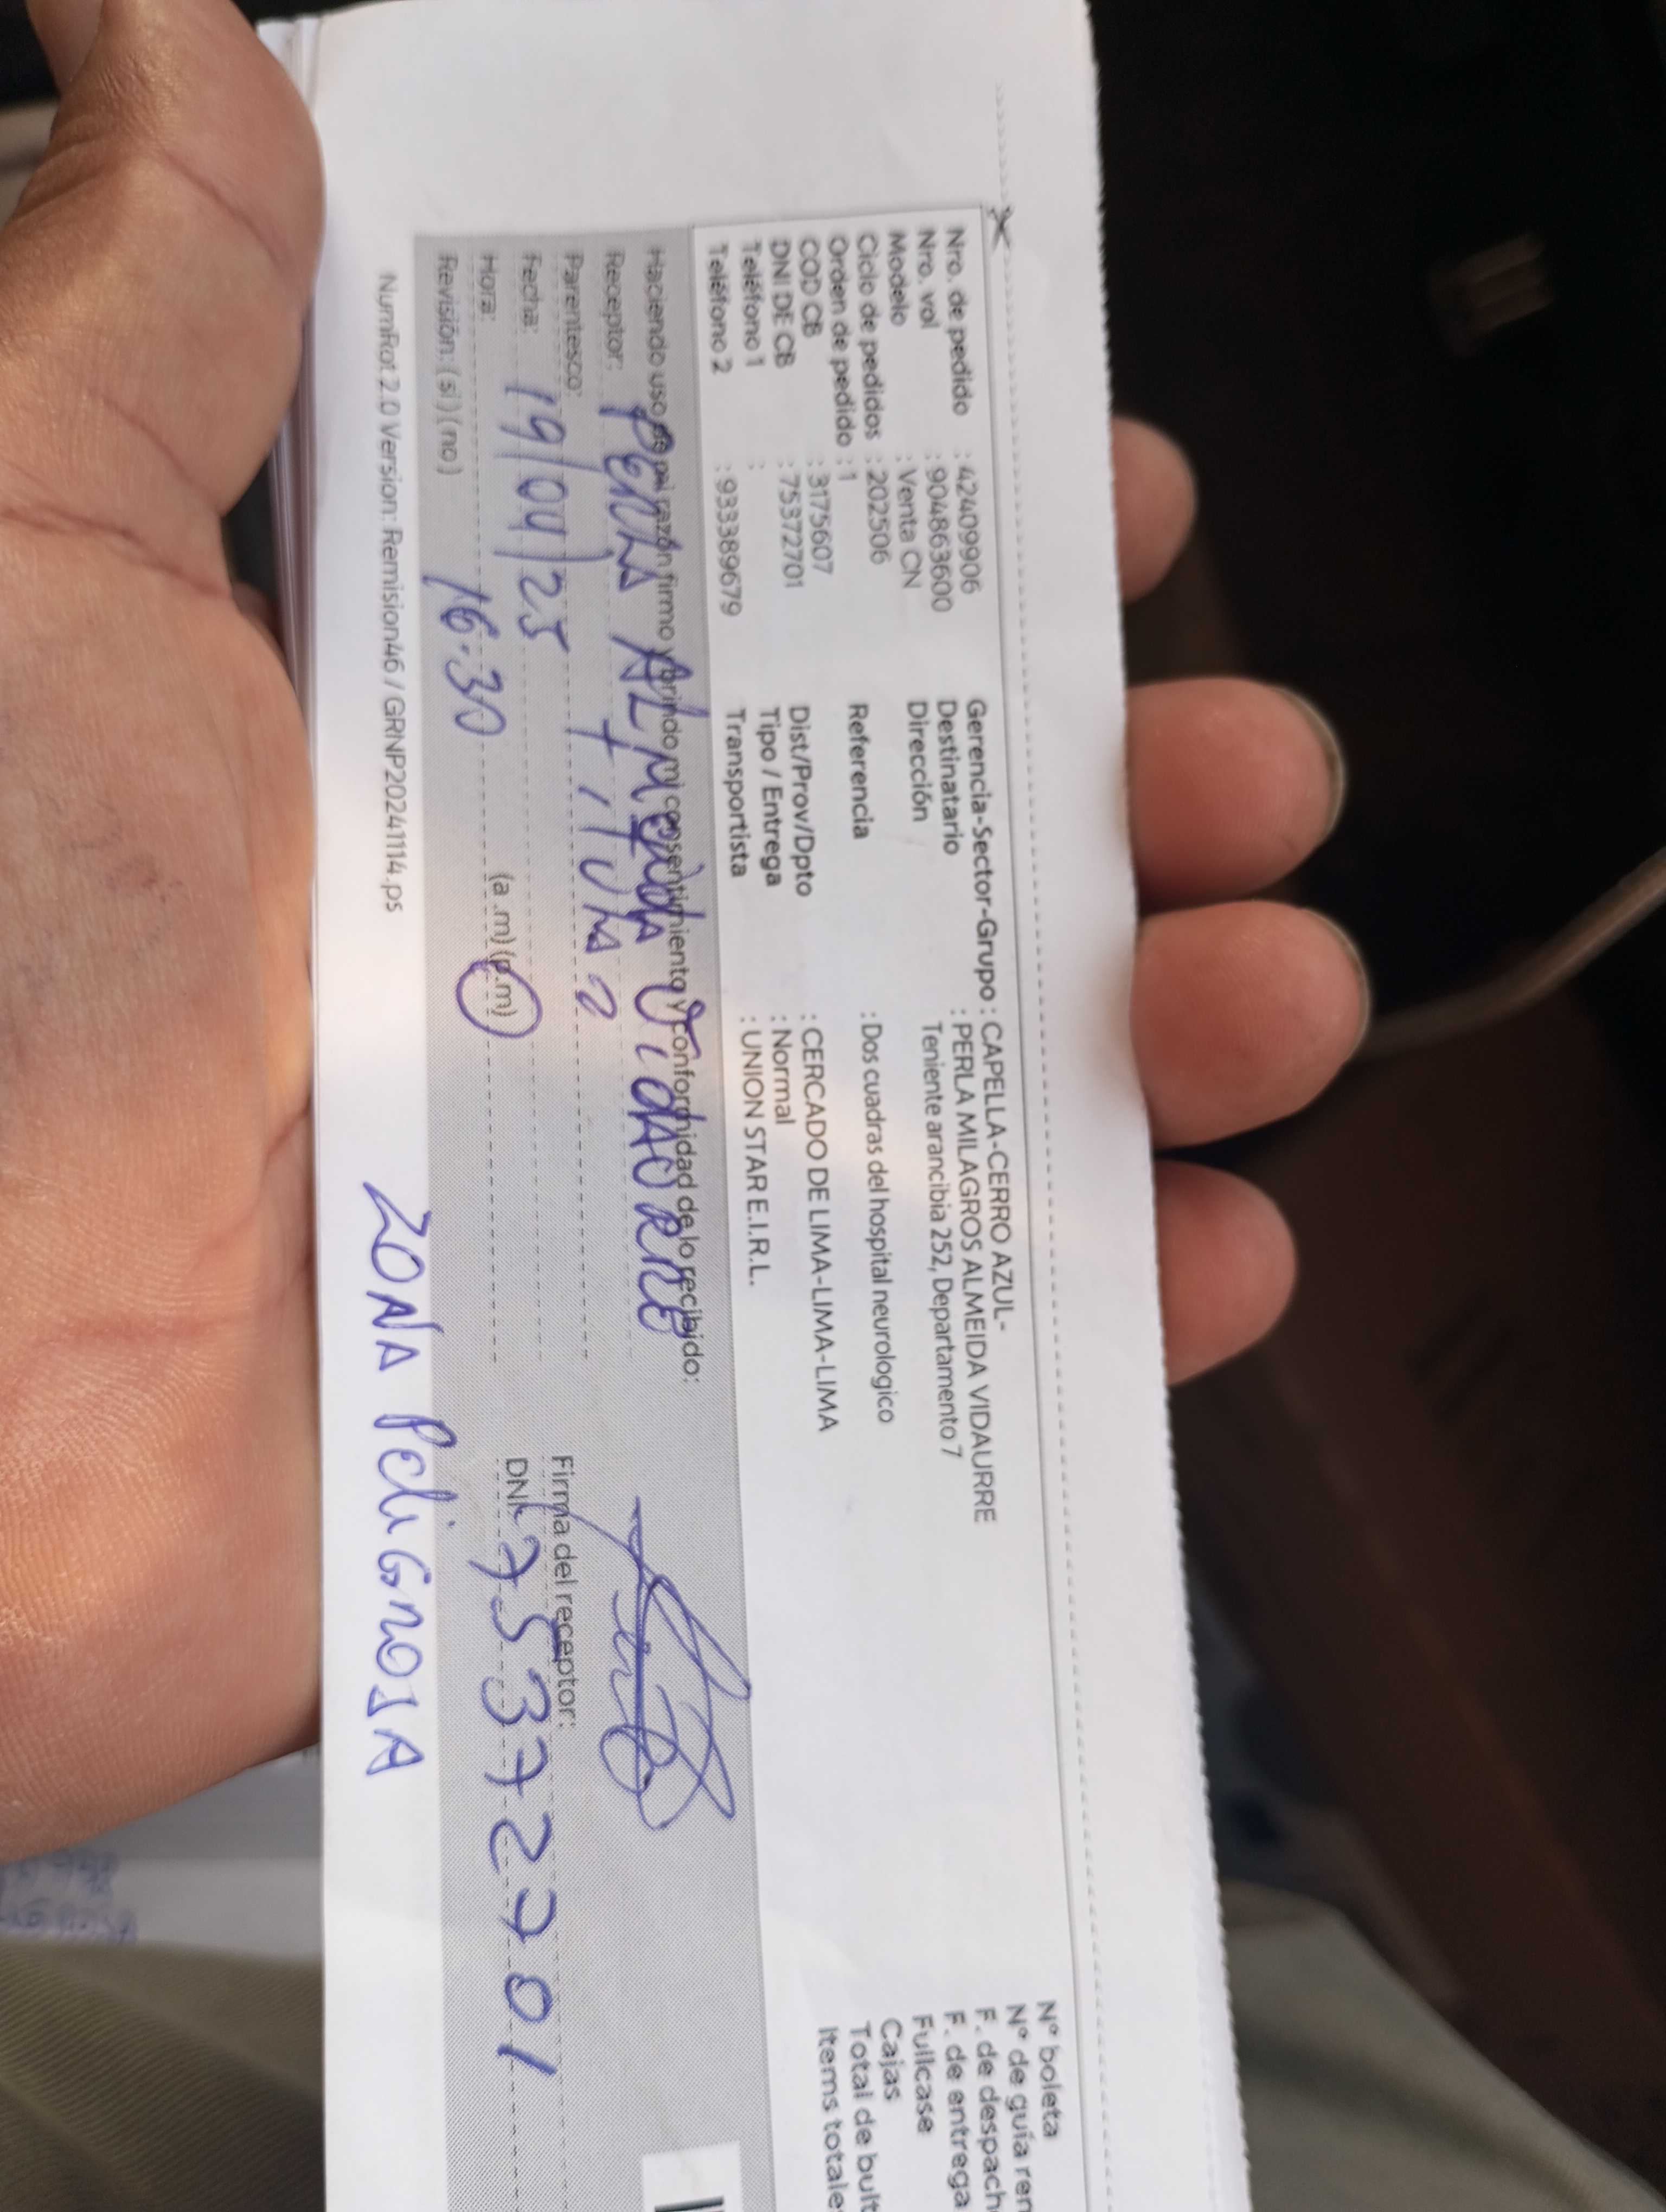 Nro. de pedido : 42409906
Nro. vol : 904863600
Modelo : Venta CN
Ciclo de pedidos : 202506
Orden de pedido : 1
COD CB : 3175607
DNI DE CB : 75372701
Teléfono 1 :
Teléfono 2 : 933389679
Gerencia-Sector-Grupo : CAPELLA-CERRO AZUL-
Destinatario : PERLA MILAGROS ALMEIDA VIDAURRE
Dirección Teniente arancibia 252, Departamento 7
Referencia : Dos cuadras del hospital neurologico
Dist/Prov/Dpto : CERCADO DE LIMA-LIMA-LIMA
Tipo / Entrega : Normal
Transportista : UNION STAR E.I.R.L.
N° boleta
N° de guía rem
F. de despach
F. de entrega
Fullcase
Cajas
Total de bult
Items totale
Haciendo uso de mi razón firmo y brindo mi consentimiento y conformidad de lo recibido:
Receptor: PERLA ALMEIDA VIDAURRE
Parentesco: TITULAR
Fecha: 19/04/25
Hora: 16:30 (a .m) (p.m)
Revisión: (si) (no)
Firma del receptor:
DNI: 75372701
NumRot 2.0 Version: Remision46 / GRNP20241114.ps
ZONA PeliGROSA